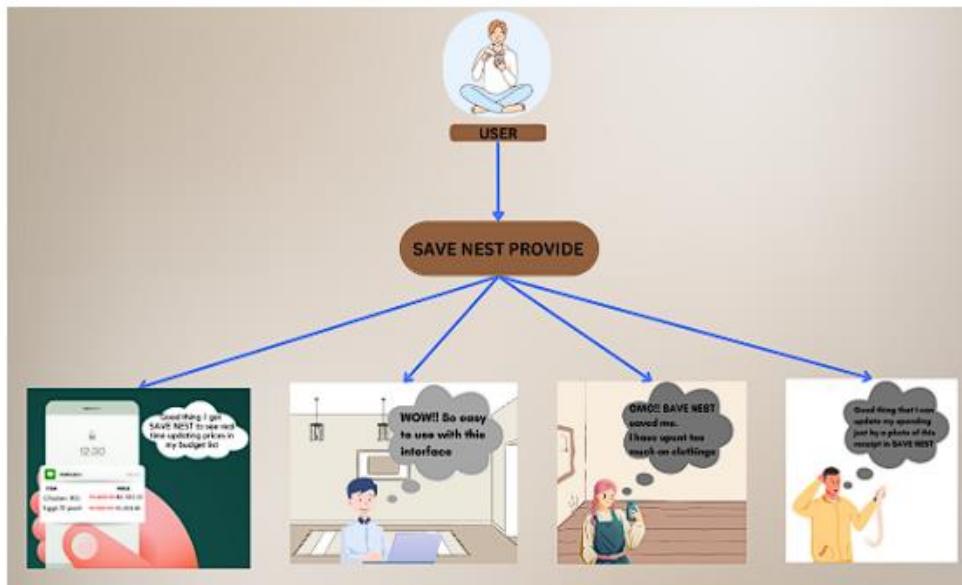 USER
SAVE NEST PROVIDE
Good thing I got
SAVE NEST to see real
time updating prices in
my budget list
12:30
ITEM PRICE
WOW!! So easy
to use with this
interface
OMG!! SAVE NEST
saved me.
I have spent too
much on clothings
Good thing that I can
update my spending
just by a photo of this
receipt in SAVE NEST